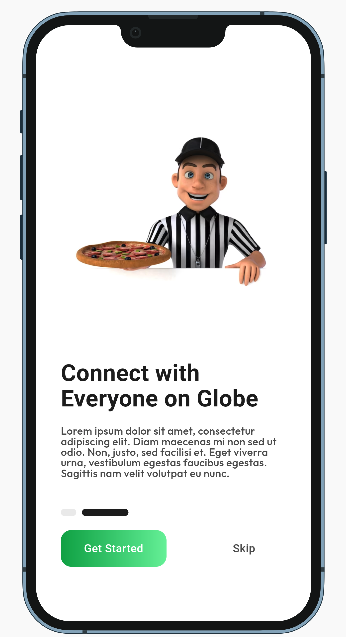 Connect with
Everyone on Globe
Lorem ipsum dolor sit amet, consectetur
adipiscing elit. Diam maecenas mi non sed ut
odio. Non, justo, sed facilisi et. Eget viverra
urna, vestibulum egestas faucibus egestas.
Sagittis nam velit volutpat eu nunc.
Get Started
Skip